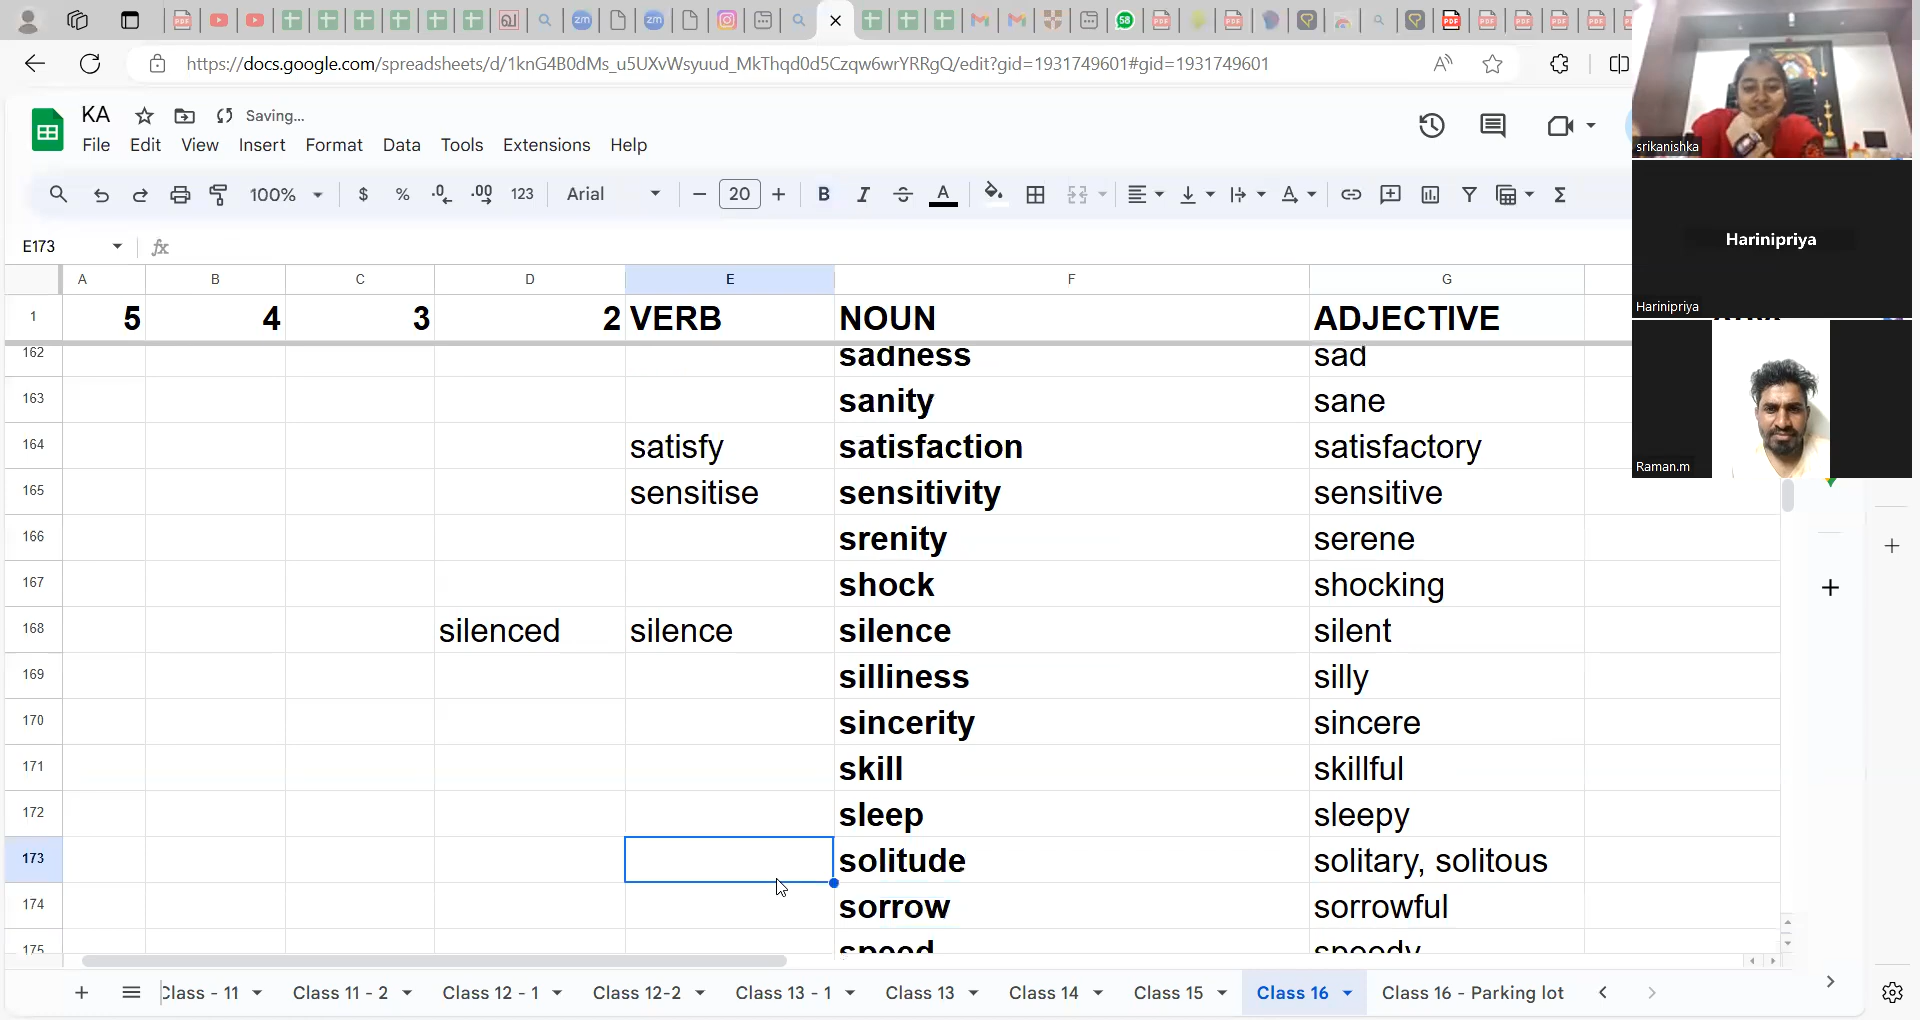 58
https://docs.google.com/spreadsheets/d/1knG4B0dMs_u5UXvWsyuud_MkThqd0d5Czqw6wrYRRgQ/edit?gid=1931749601#gid=1931749601
KA Saving...
File Edit View Insert Format Data Tools Extensions Help
100% $ % .0 .00 123 Arial 20 B I A
E173 fx
A B C D E F G
1 5 4 3 2 VERB NOUN ADJECTIVE
162 sadness sad
163 sanity sane
164 satisfy satisfaction satisfactory
165 sensitise sensitivity sensitive
166 srenity serene
167 shock shocking
168 silenced silence silence silent
169 silliness silly
170 sincerity sincere
171 skill skillful
172 sleep sleepy
173 solitude solitary, solitous
174 sorrow sorrowful
175 speed speedy
Class - 11 Class 11 - 2 Class 12 - 1 Class 12-2 Class 13 - 1 Class 13 Class 14 Class 15 Class 16 Class 16 - Parking lot
srikanishka
Harinipriya
Harinipriya
Raman.m